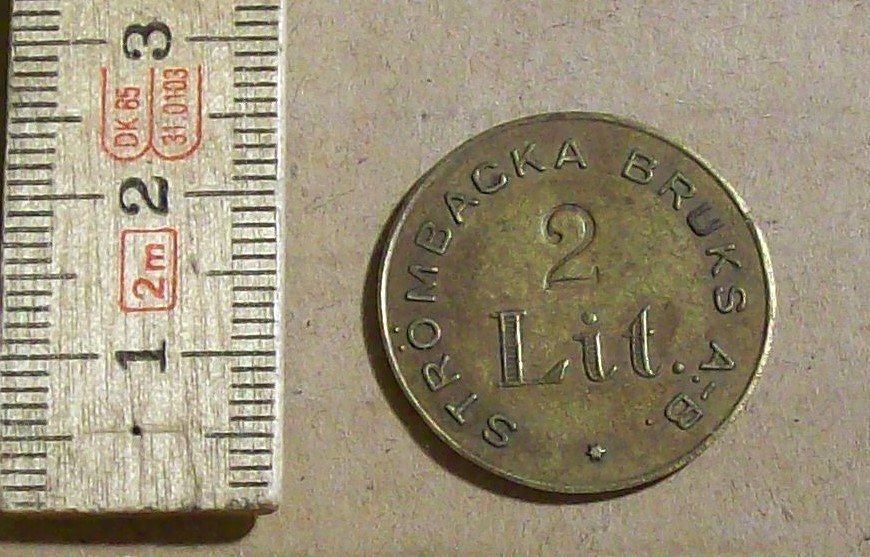 3
DK 65
31.0103
2
2m
1
STRÖMBACKA BRUKS A.-B.
2
Lit.